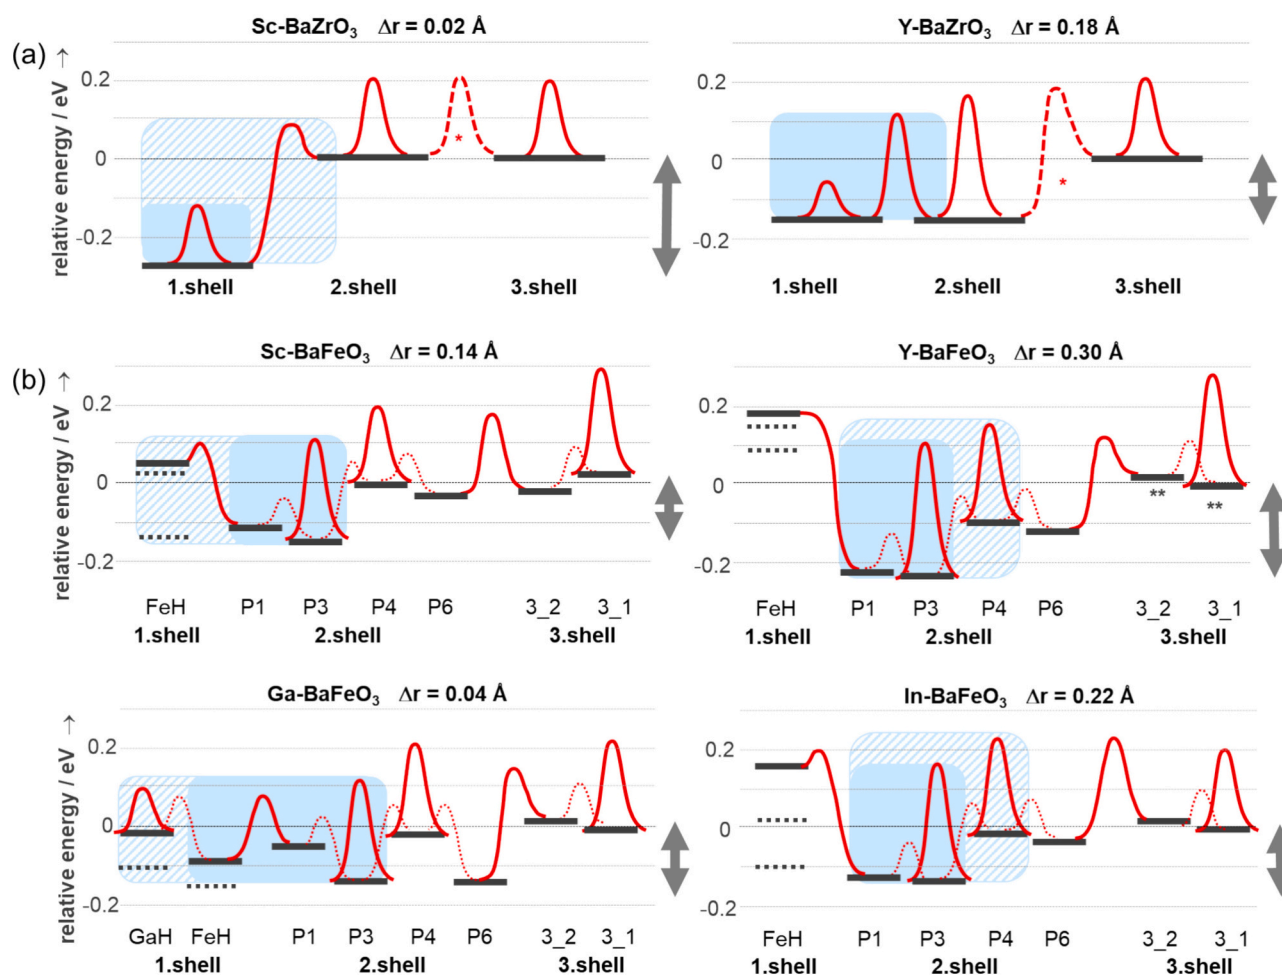 (a)
Sc-BaZrO₃ Δr = 0.02 Å
Y-BaZrO₃ Δr = 0.18 Å
relative energy / eV →
0.2
0
-0.2
*
1.shell 2.shell 3.shell
0.2
0
-0.2
*
1.shell 2.shell 3.shell
(b)
Sc-BaFeO₃ Δr = 0.14 Å
Y-BaFeO₃ Δr = 0.30 Å
relative energy / eV →
0.2
0
-0.2
FeH P1 P3 P4 P6 3_2 3_1
1.shell 2.shell 3.shell
0.2
0
-0.2
**
**
FeH P1 P3 P4 P6 3_2 3_1
1.shell 2.shell 3.shell
Ga-BaFeO₃ Δr = 0.04 Å
In-BaFeO₃ Δr = 0.22 Å
relative energy / eV →
0.2
0
-0.2
GaH FeH P1 P3 P4 P6 3_2 3_1
1.shell 2.shell 3.shell
0.2
0
-0.2
FeH P1 P3 P4 P6 3_2 3_1
1.shell 2.shell 3.shell